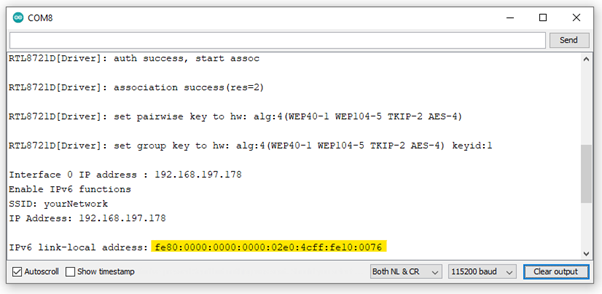 COM8
Send
RTL8721D[Driver]: auth success, start assoc
RTL8721D[Driver]: association success(res=2)
RTL8721D[Driver]: set pairwise key to hw: alg:4(WEP40-1 WEP104-5 TKIP-2 AES-4)
RTL8721D[Driver]: set group key to hw: alg:4(WEP40-1 WEP104-5 TKIP-2 AES-4) keyid:1
Interface 0 IP address : 192.168.197.178
Enable IPv6 functions
SSID: yourNetwork
IP Address: 192.168.197.178
IPv6 link-local address: fe80:0000:0000:0000:02e0:4cff:fe10:0076
Autoscroll Show timestamp Both NL & CR 115200 baud Clear output